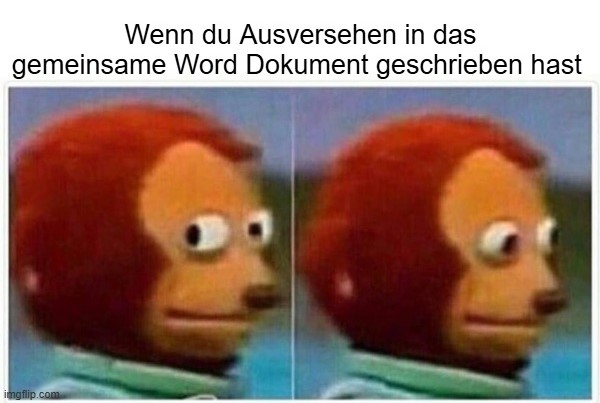 Wenn du Ausversehen in das
gemeinsame Word Dokument geschrieben hast
imgflip.com